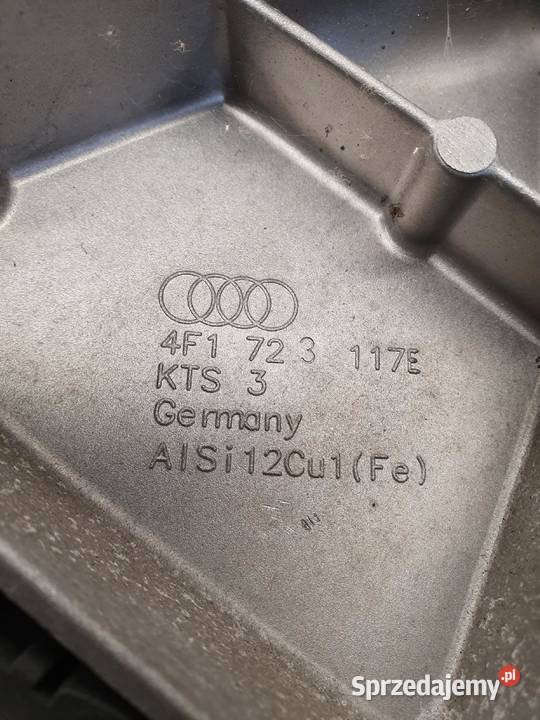 4F1 723 117E
KTS 3
Germany
AlSi12Cu1(Fe)
Sprzedajemy.pl